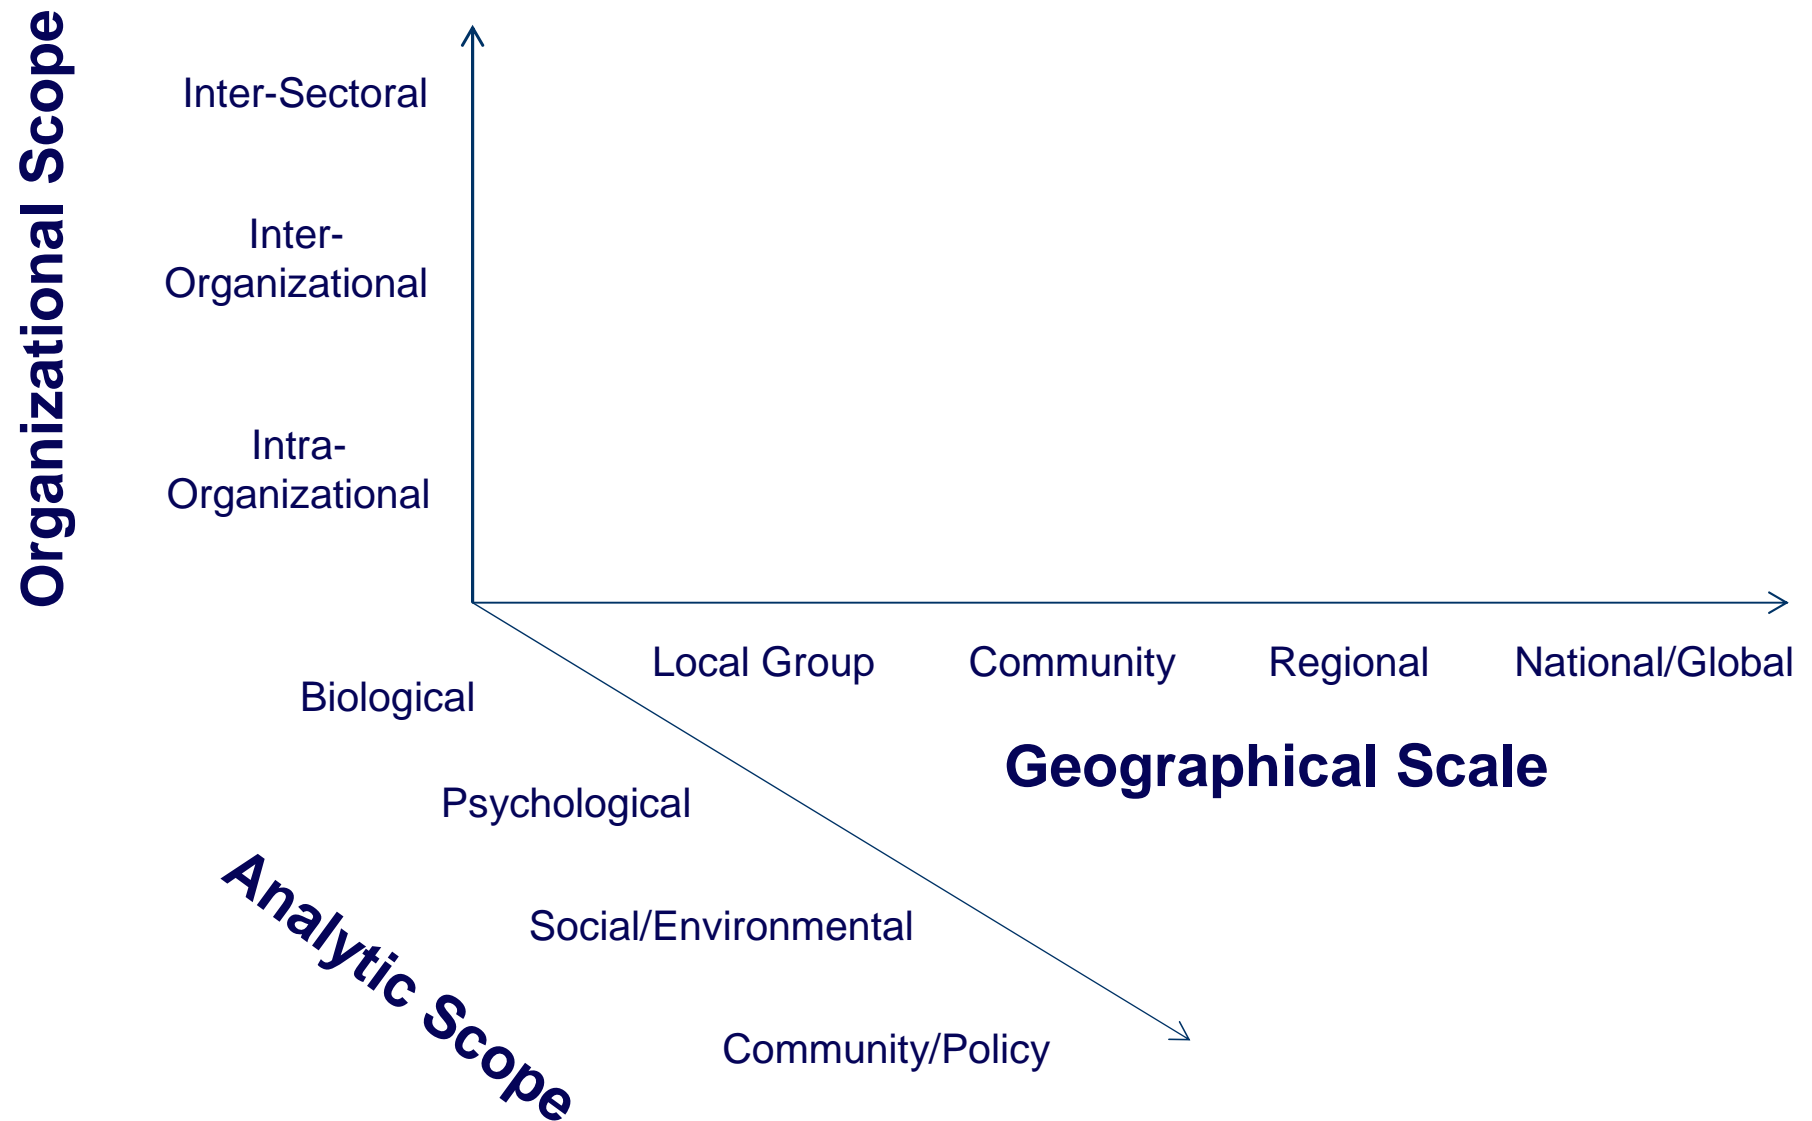 Organizational Scope
Inter-Sectoral
Inter-
Organizational
Intra-
Organizational
Local Group
Community
Regional
National/Global
Geographical Scale
Biological
Psychological
Social/Environmental
Community/Policy
Analytic Scope